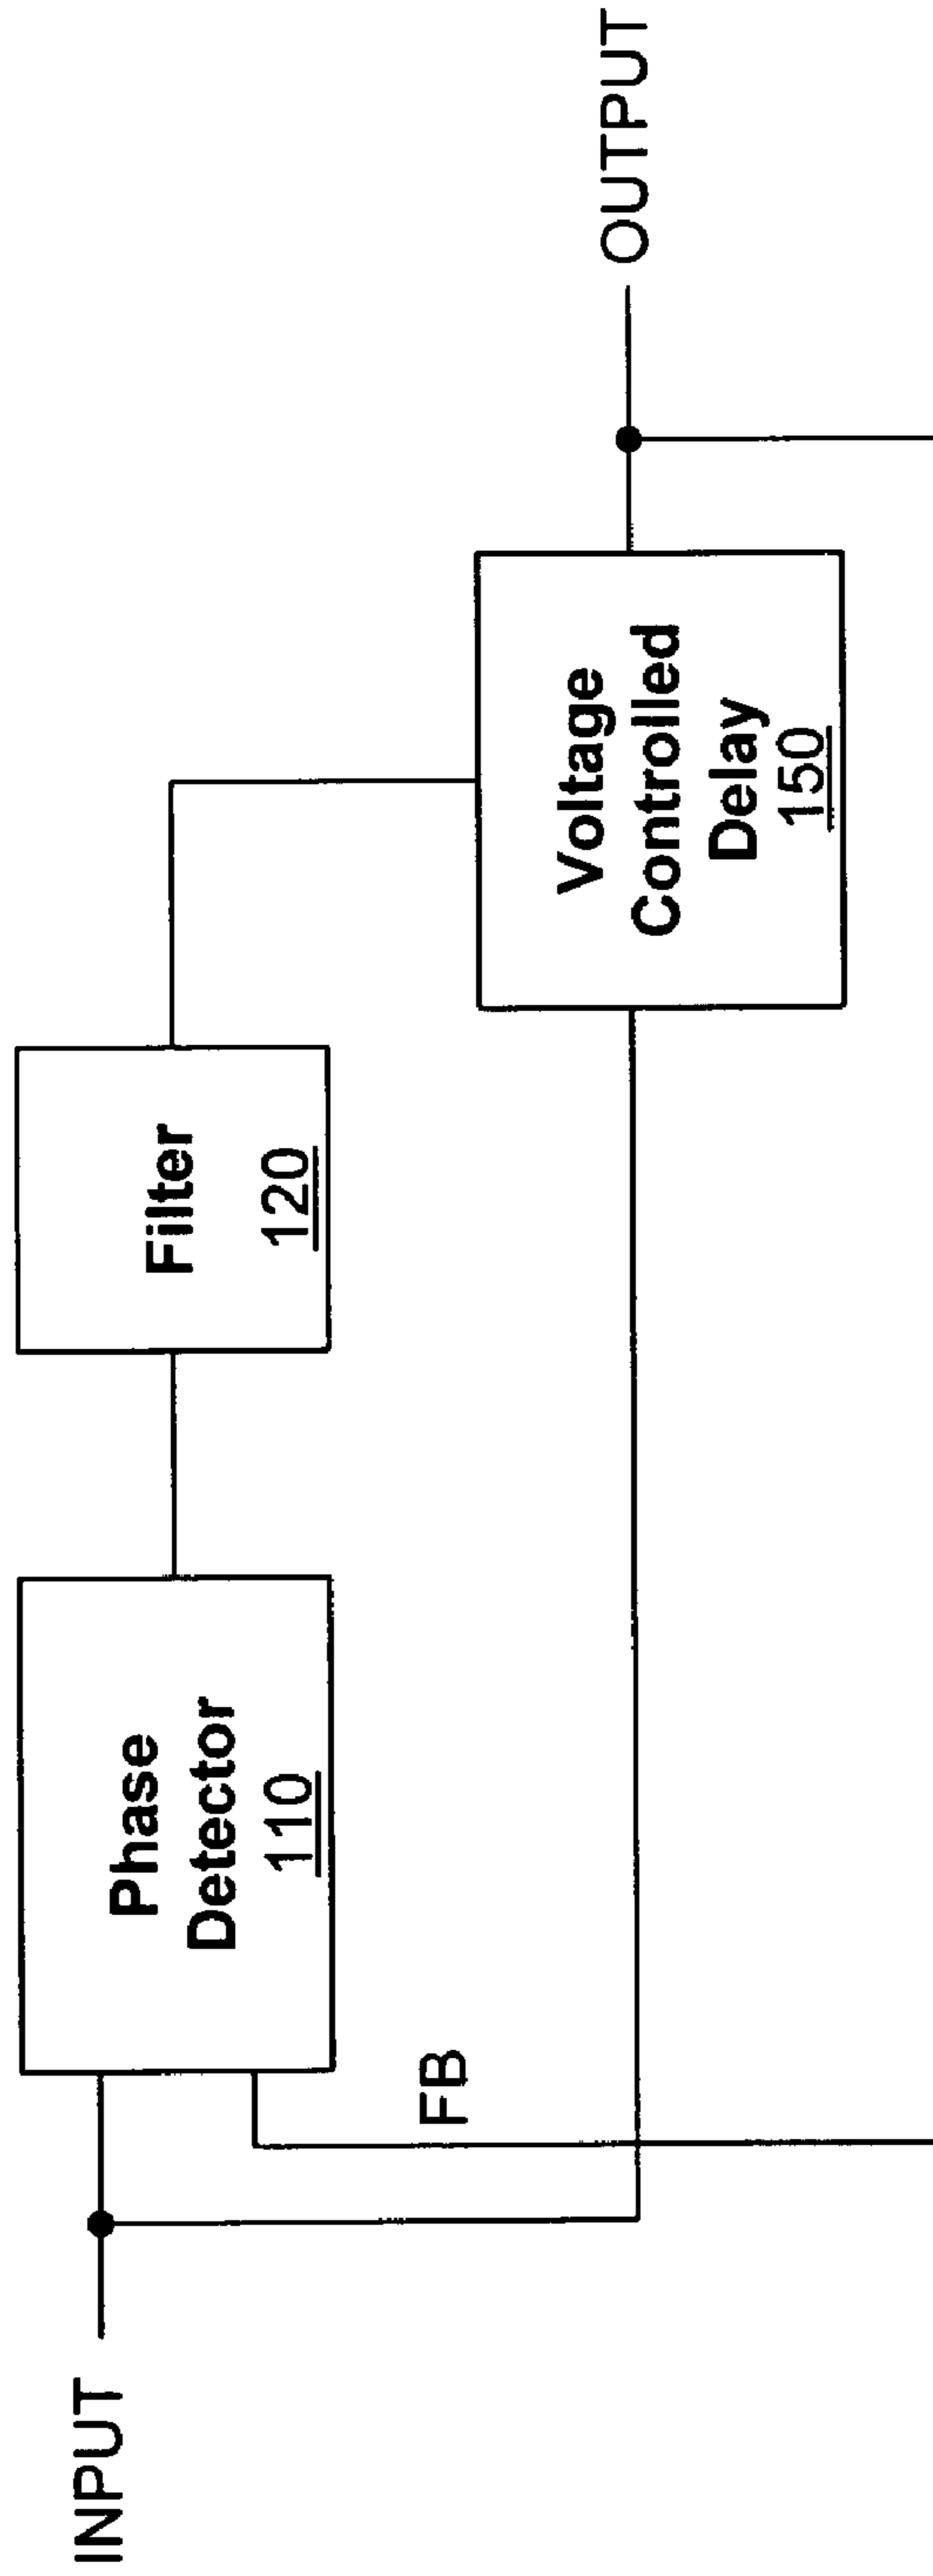 INPUT
Phase
Detector
110
FB
Filter
120
Voltage
Controlled
Delay
150
OUTPUT